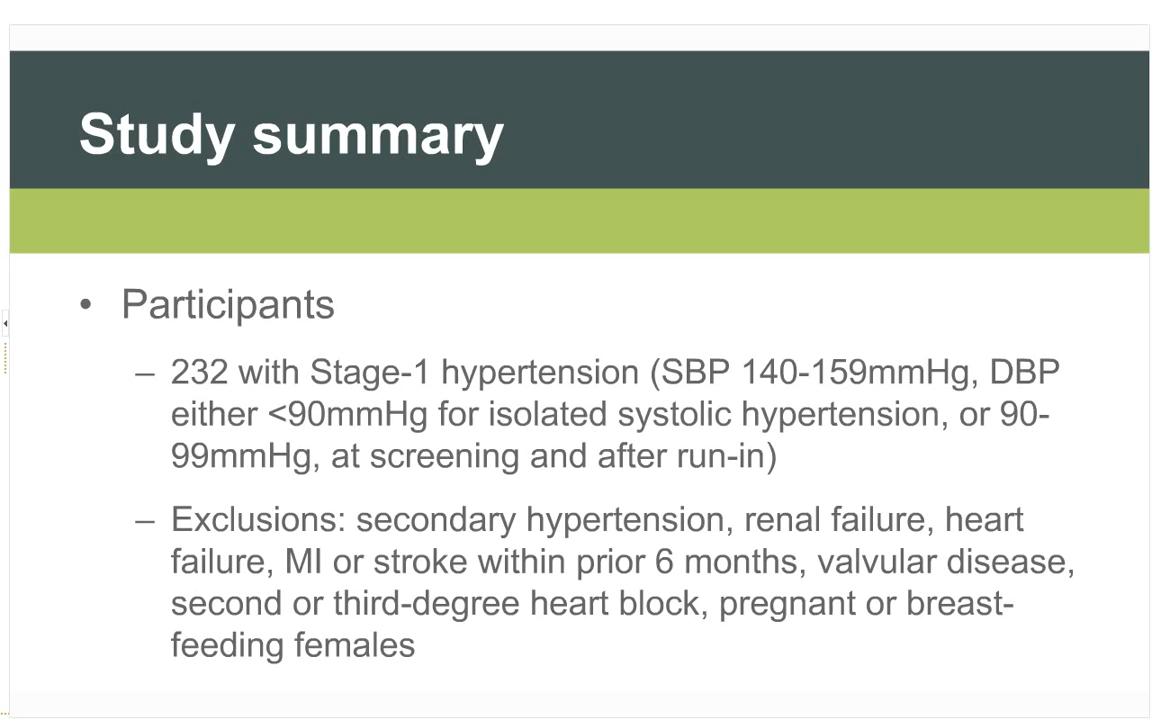 Study summary
• Participants
– 232 with Stage-1 hypertension (SBP 140-159mmHg, DBP
either <90mmHg for isolated systolic hypertension, or 90-
99mmHg, at screening and after run-in)
– Exclusions: secondary hypertension, renal failure, heart
failure, MI or stroke within prior 6 months, valvular disease,
second or third-degree heart block, pregnant or breast-
feeding females